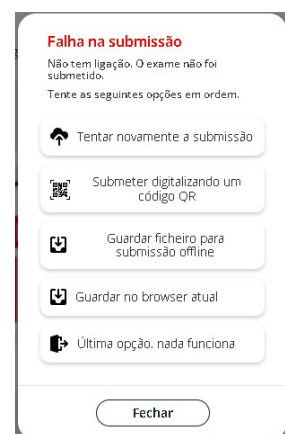 Falha na submissão
Não tem ligação. O exame não foi
submetido.
Tente as seguintes opções em ordem.
Tentar novamente a submissão
Submeter digitalizando um
código QR
Guardar ficheiro para
submissão offline
Guardar no browser atual
Última opção. nada funciona
Fechar